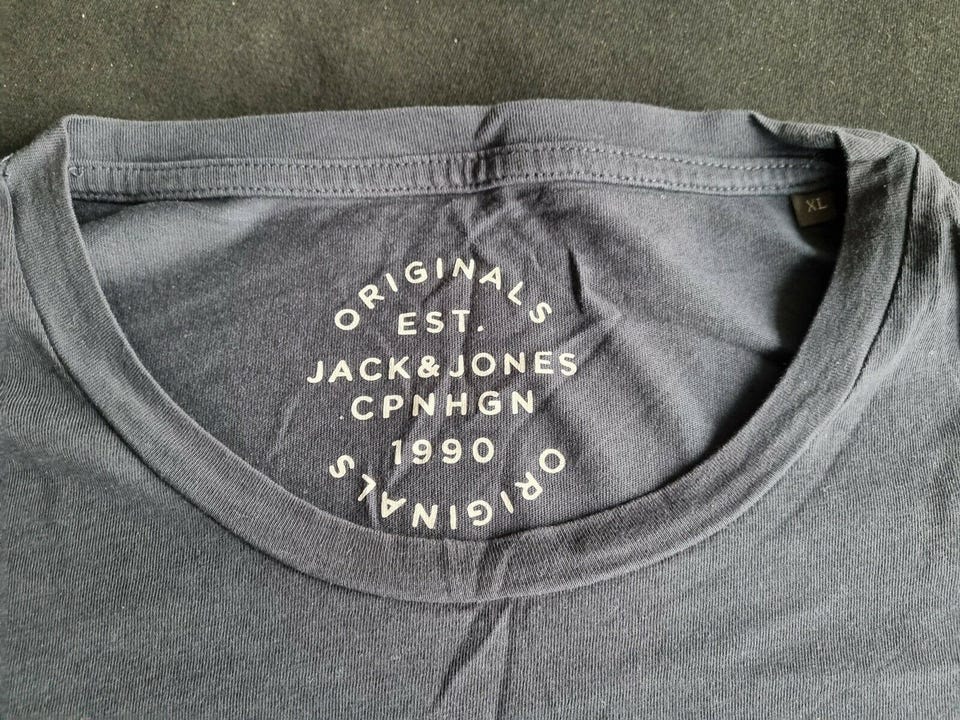 ORIGINALS
EST.
JACK&JONES
CPNHGN
1990
ORIGINALS
XL